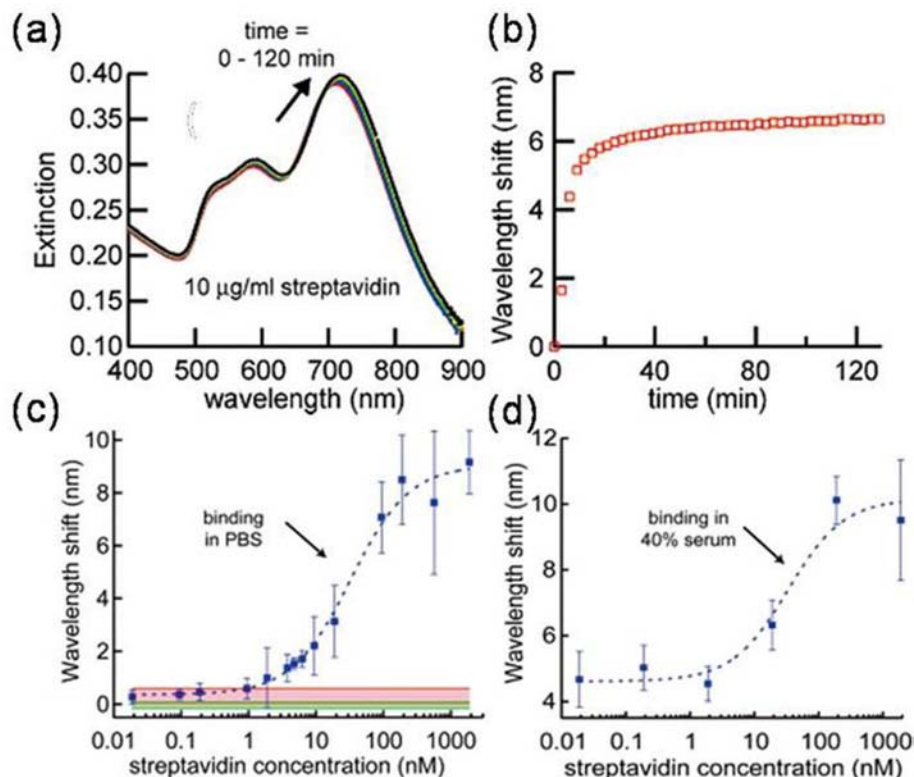 (a)
time =
0 - 120 min
0.40
0.35
0.30
0.25
0.20
0.15
0.10
Extinction
10 µg/ml streptavidin
400 500 600 700 800 900
wavelength (nm)
(b)
8
6
4
2
0
Wavelength shift (nm)
0 40 80 120
time (min)
(c)
10
8
6
4
2
0
Wavelength shift (nm)
binding
in PBS
0.01 0.1 1 10 100 1000
streptavidin concentration (nM)
(d)
12
10
8
6
4
Wavelength shift (nm)
binding in
40% serum
0.01 0.1 1 10 100 1000
streptavidin concentration (nM)